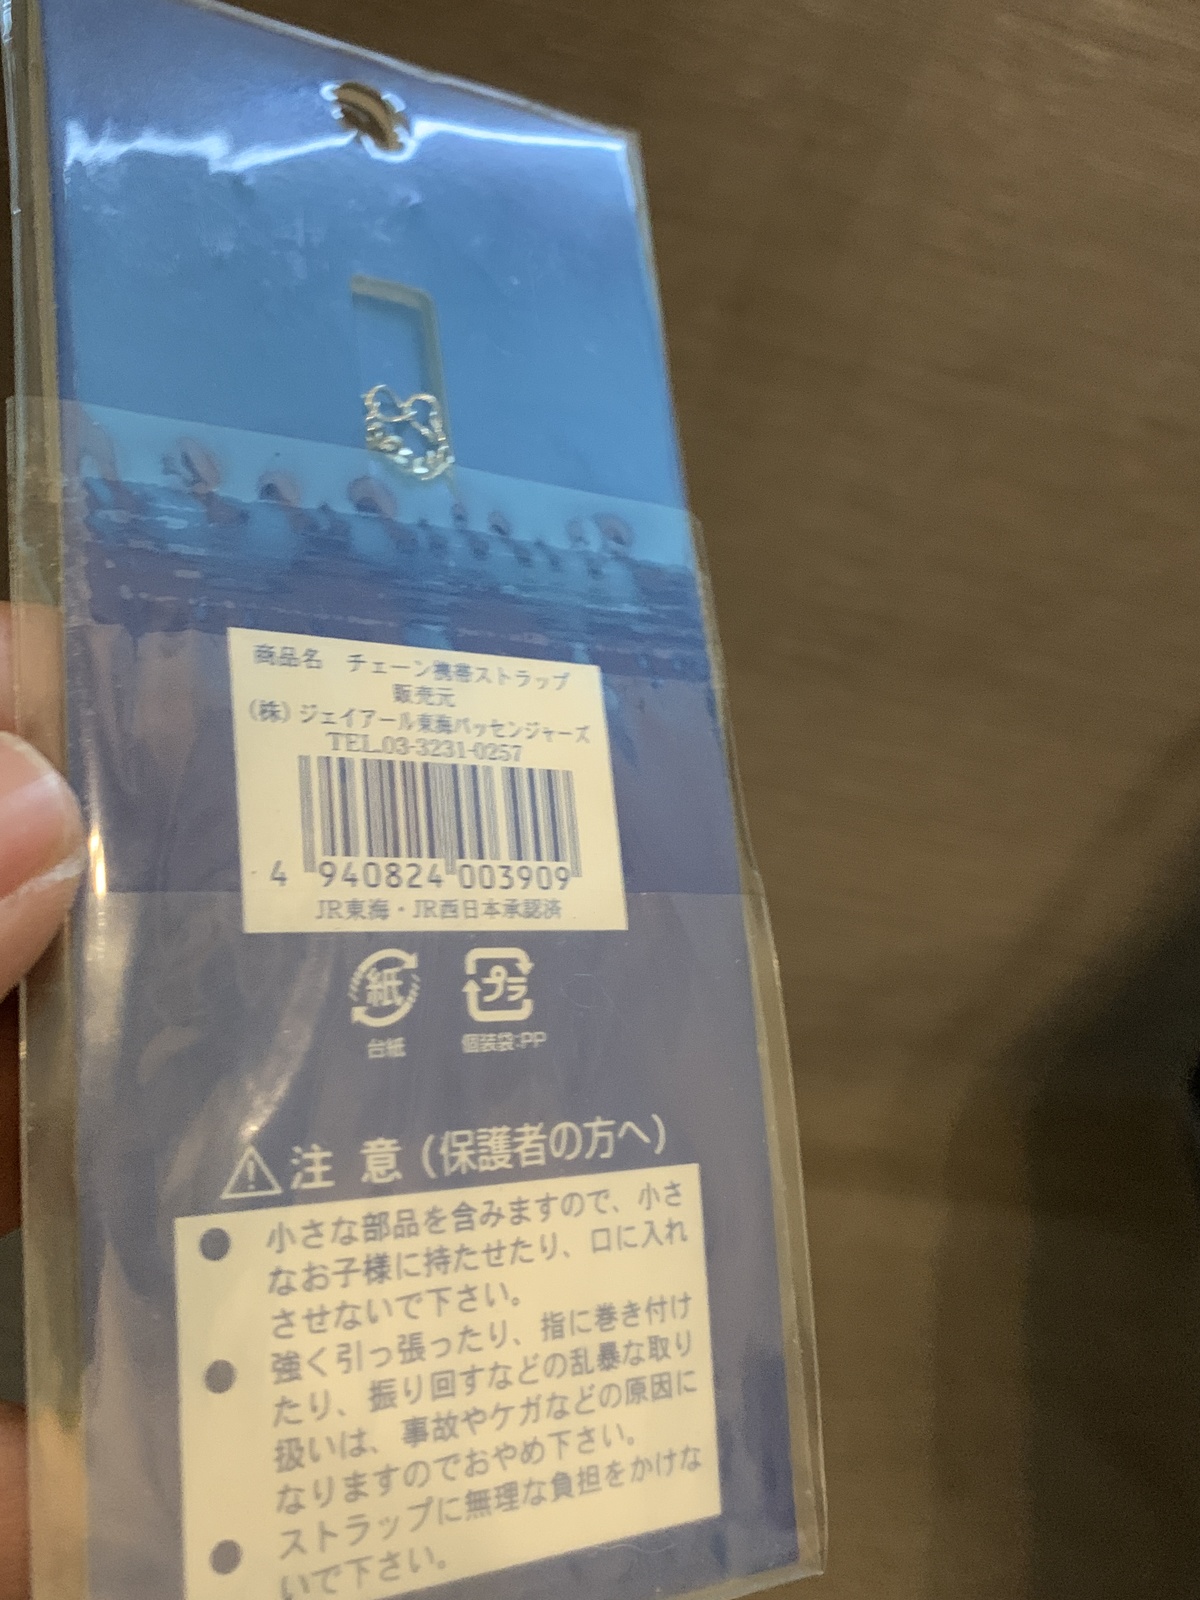 商品名　チェーン携帯ストラップ
販売元
(株)ジェイアール東海パッセンジャーズ
TEL.03-3231-0257
4 940824 003909
JR東海・JR西日本承認済
紙
プラ
台紙
個装袋:PP
注 意 (保護者の方へ)
● 小さな部品を含みますので、小さ
なお子様に持たせたり、口に入れ
させないで下さい。
● 強く引っ張ったり、指に巻き付け
たり、振り回すなどの乱暴な取り
扱いは、事故やケガなどの原因に
なりますのでおやめ下さい。
● ストラップに無理な負担をかけな
いで下さい。